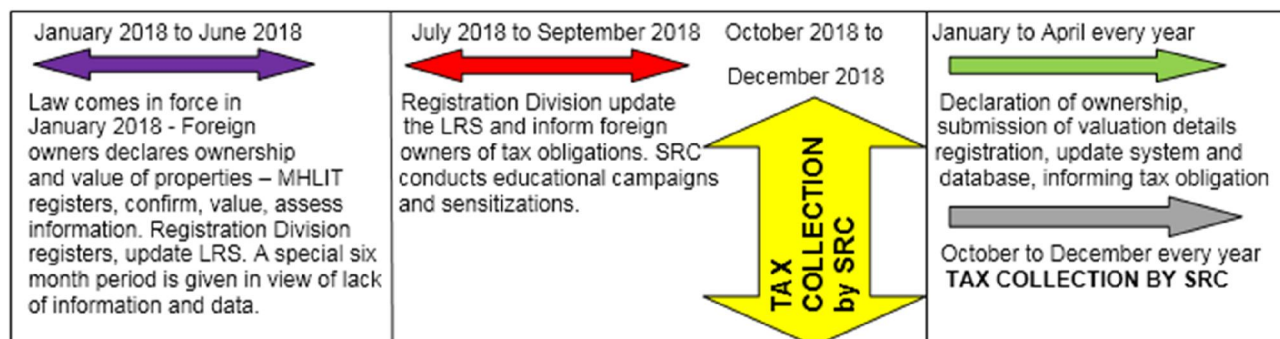 January 2018 to June 2018
Law comes in force in
January 2018 - Foreign
owners declares ownership
and value of properties – MHLIT
registers, confirm, value, assess
information. Registration Division
registers, update LRS. A special six
month period is given in view of lack
of information and data.
July 2018 to September 2018
Registration Division update
the LRS and inform foreign
owners of tax obligations. SRC
conducts educational campaigns
and sensitizations.
October 2018 to
December 2018
TAX
COLLECTION
by SRC
January to April every year
Declaration of ownership,
submission of valuation details
registration, update system and
database, informing tax obligation
October to December every year
TAX COLLECTION BY SRC